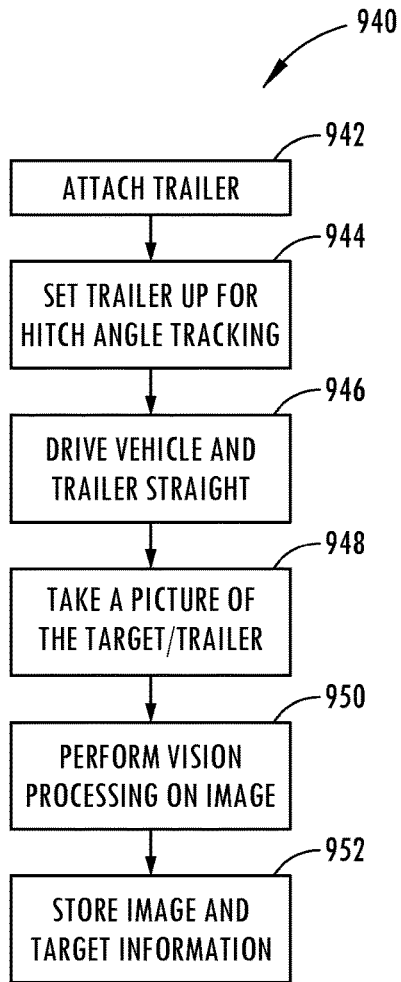 940
942
ATTACH TRAILER
944
SET TRAILER UP FOR
HITCH ANGLE TRACKING
946
DRIVE VEHICLE AND
TRAILER STRAIGHT
948
TAKE A PICTURE OF
THE TARGET/TRAILER
950
PERFORM VISION
PROCESSING ON IMAGE
952
STORE IMAGE AND
TARGET INFORMATION